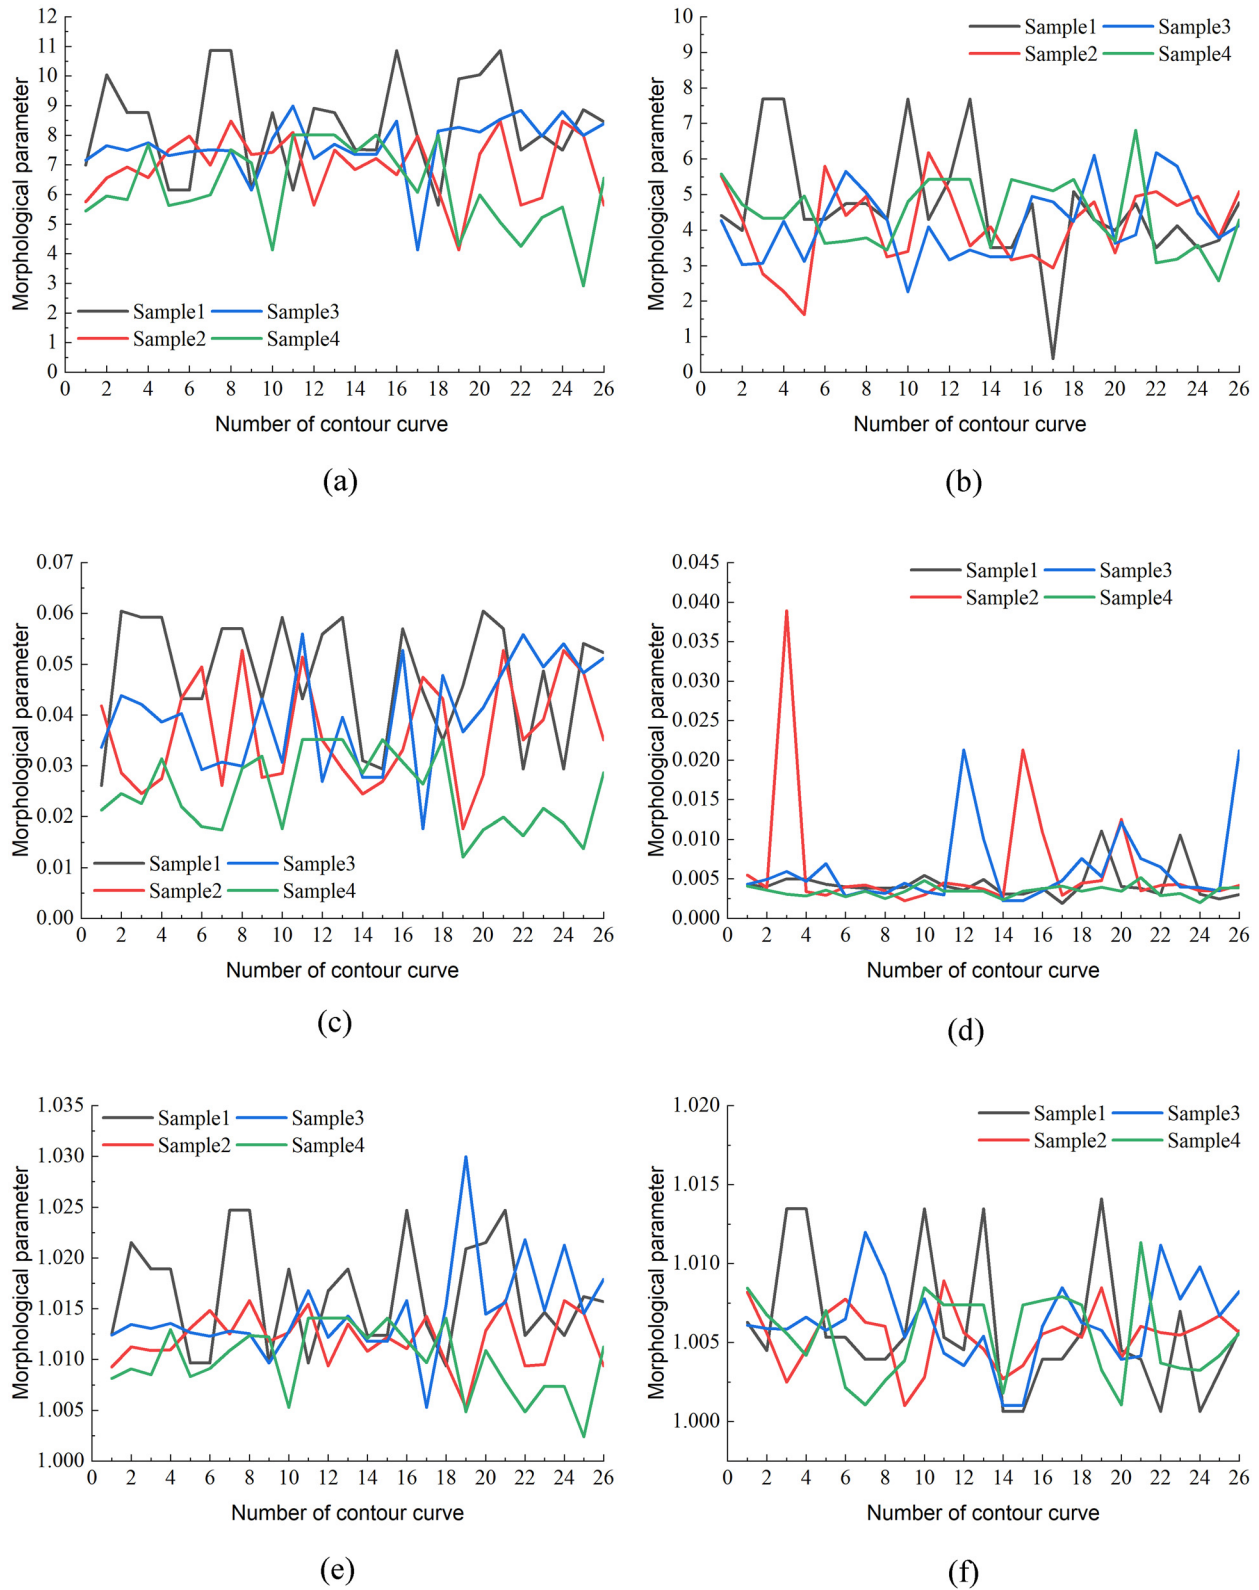 12
11
10
9
8
7
6
5
4
3
2
1
0
Morphological parameter
Sample1 Sample3
Sample2 Sample4
0 2 4 6 8 10 12 14 16 18 20 22 24 26
Number of contour curve
(a)
10
9
8
7
6
5
4
3
2
1
0
Morphological parameter
Sample1 Sample3
Sample2 Sample4
0 2 4 6 8 10 12 14 16 18 20 22 24 26
Number of contour curve
(b)
0.07
0.06
0.05
0.04
0.03
0.02
0.01
0.00
Morphological parameter
Sample1 Sample3
Sample2 Sample4
0 2 4 6 8 10 12 14 16 18 20 22 24 26
Number of contour curve
(c)
0.045
0.040
0.035
0.030
0.025
0.020
0.015
0.010
0.005
0.000
Morphological parameter
Sample1 Sample3
Sample2 Sample4
0 2 4 6 8 10 12 14 16 18 20 22 24 26
Number of contour curve
(d)
1.035
1.030
1.025
1.020
1.015
1.010
1.005
1.000
Morphological parameter
Sample1 Sample3
Sample2 Sample4
0 2 4 6 8 10 12 14 16 18 20 22 24 26
Number of contour curve
(e)
1.020
1.015
1.010
1.005
1.000
Morphological parameter
Sample1 Sample3
Sample2 Sample4
0 2 4 6 8 10 12 14 16 18 20 22 24 26
Number of contour curve
(f)